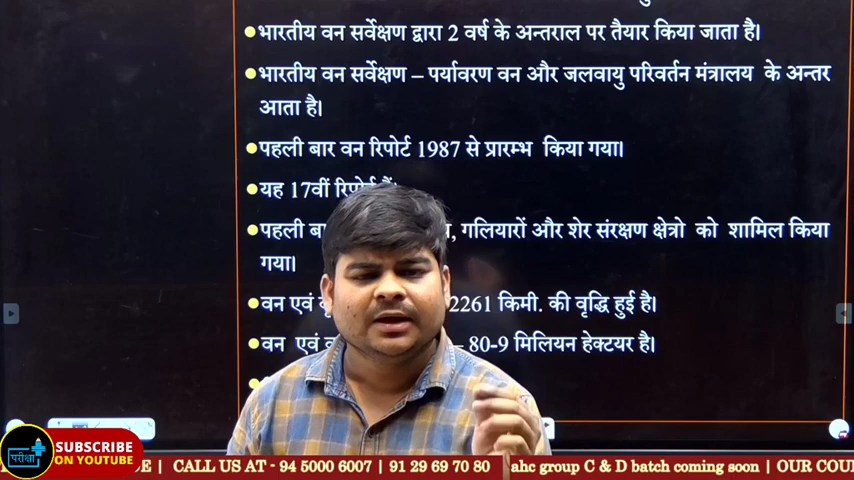 भारतीय वन सर्वेक्षण द्वारा 2 वर्ष के अन्तराल पर तैयार किया जाता है।
भारतीय वन सर्वेक्षण – पर्यावरण वन और जलवायु परिवर्तन मंत्रालय के अन्तर
आता है।
पहली बार वन रिपोर्ट 1987 से प्रारम्भ किया गया।
यह 17वीं रिपोर्ट हैं।
पहली गलियारों और शेर संरक्षण क्षेत्रो को शामिल किया
गया।
वन एवं 2261 किमी. की वृद्धि हुई है।
वन एवं – 80-9 मिलियन हेक्टयर है।
परीक्षा
SUBSCRIBE
ON YOUTUBE
| CALL US AT - 94 5000 6007 | 91 29 69 70 80 ahc group C & D batch coming soon | OUR COU